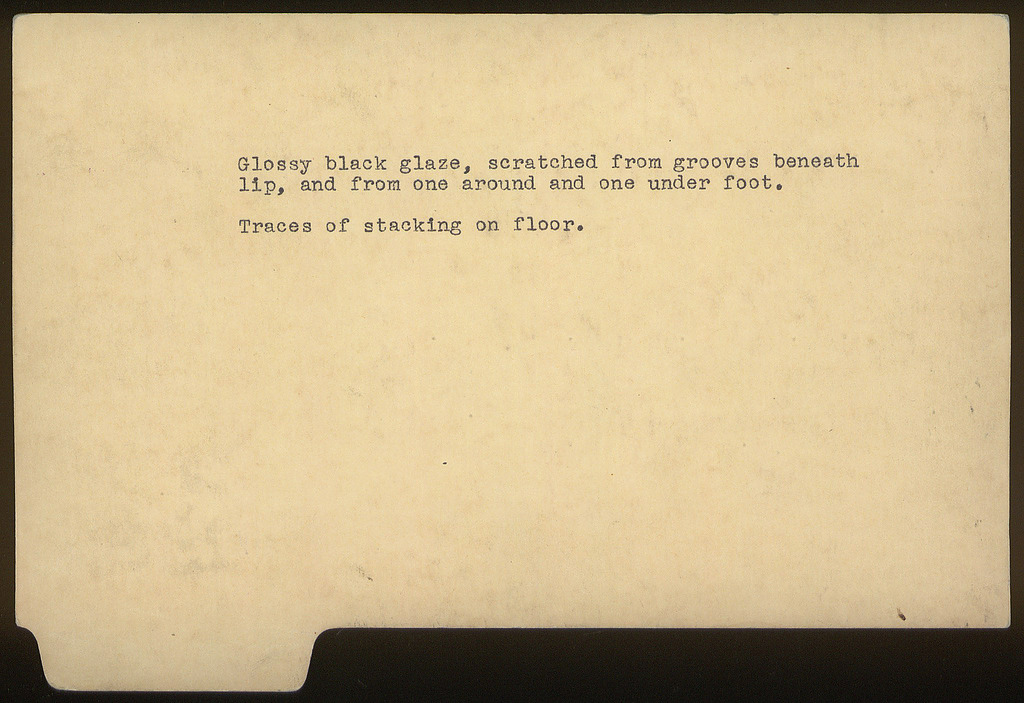 Glossy black glaze, scratched from grooves beneath
lip, and from one around and one under foot.
Traces of stacking on floor.